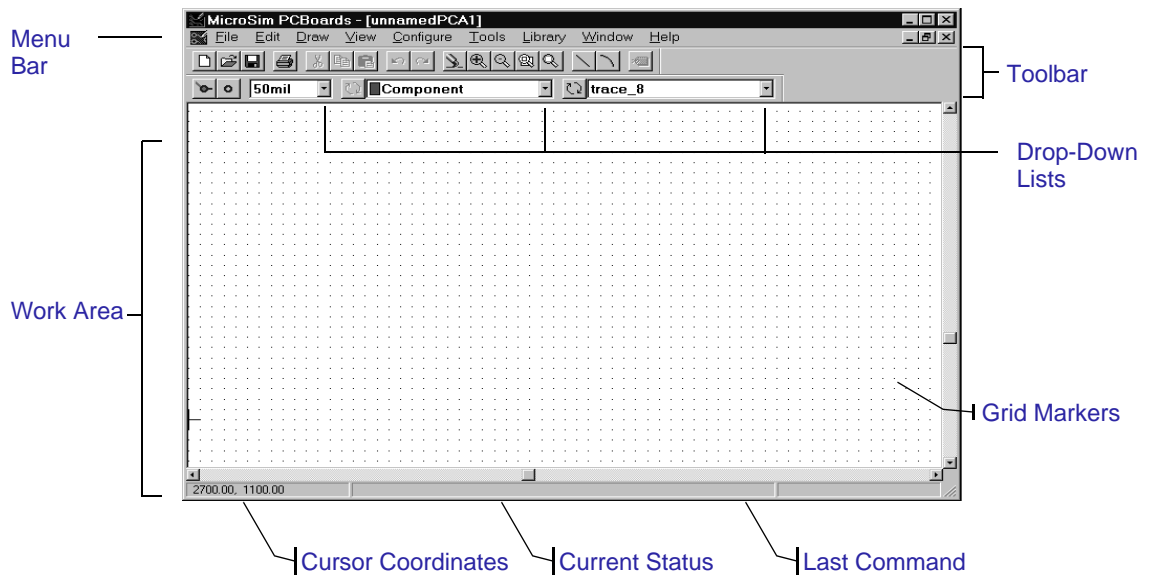 MicroSim PCBoards - [unnamedPCA1]
File Edit Draw View Configure Tools Library Window Help
50mil Component trace_8
Menu
Bar
Toolbar
Drop-Down
Lists
Work Area
Grid Markers
2700.00, 1100.00
Cursor Coordinates
Current Status
Last Command